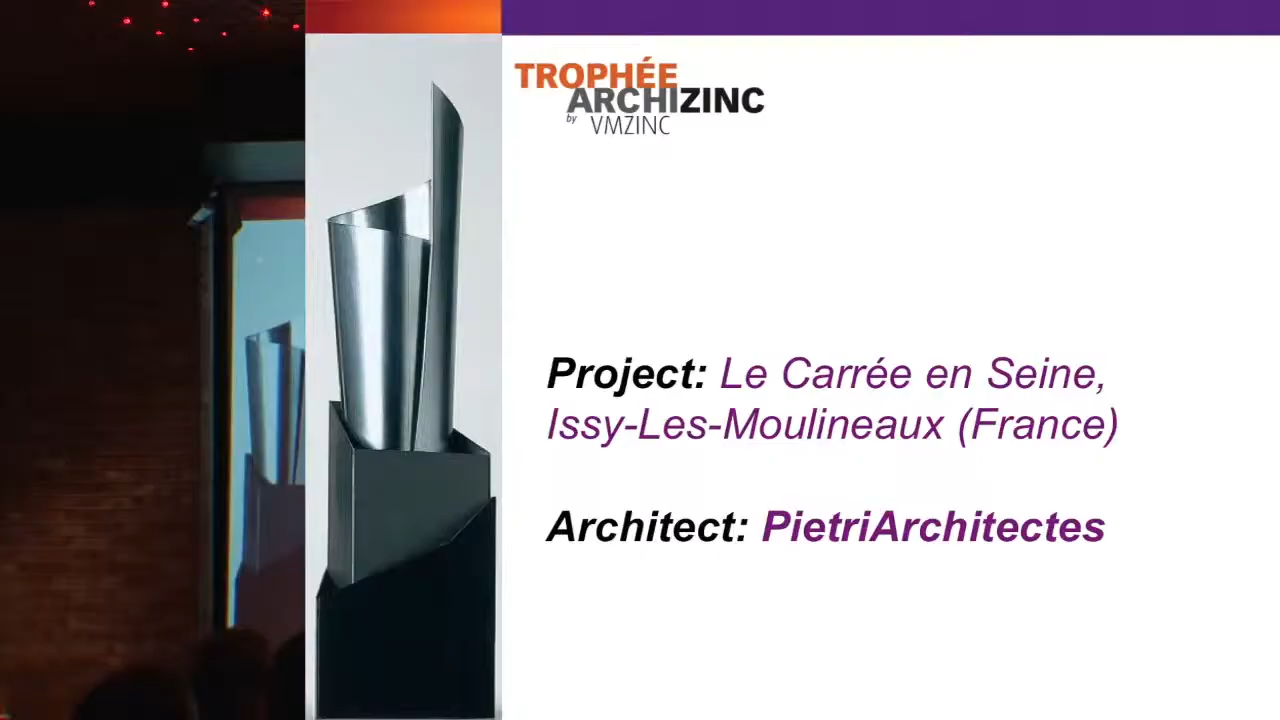 TROPHÉE
ARCHIZINC
by VMZINC
Project: Le Carrée en Seine,
Issy-Les-Moulineaux (France)
Architect: PietriArchitectes